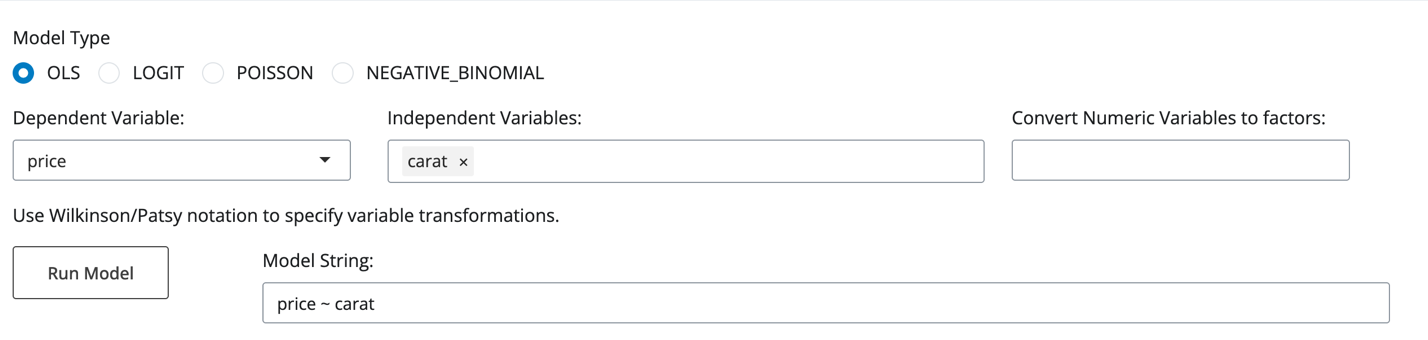 Model Type
OLS LOGIT POISSON NEGATIVE_BINOMIAL
Dependent Variable: Independent Variables: Convert Numeric Variables to factors:
price carat ×
Use Wilkinson/Patsy notation to specify variable transformations.
Run Model
Model String:
price ~ carat